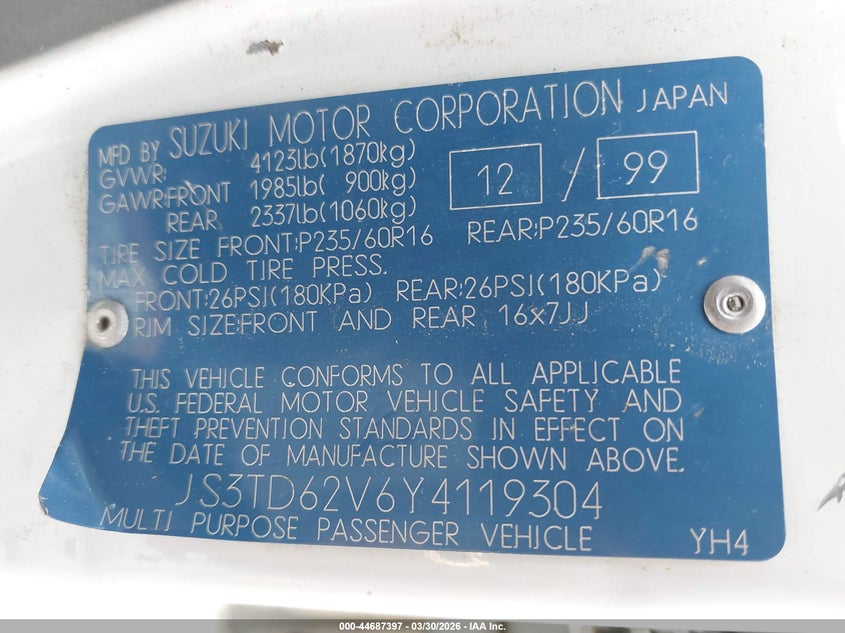 MFD BY SUZUKI MOTOR CORPORATION JAPAN
GVWR: 4123lb(1870kg)
GAWR:FRONT 1985lb( 900kg)
REAR 2337lb(1060kg)
12 / 99
TIRE SIZE FRONT:P235/60R16 REAR:P235/60R16
MAX COLD TIRE PRESS.
FRONT:26PSI(180KPa) REAR:26PSI(180KPa)
RIM SIZE:FRONT AND REAR 16x7JJ
THIS VEHICLE CONFORMS TO ALL APPLICABLE
U.S. FEDERAL MOTOR VEHICLE SAFETY AND
THEFT PREVENTION STANDARDS IN EFFECT ON
THE DATE OF MANUFACTURE SHOWN ABOVE.
JS3TD62V6Y4119304
MULTI PURPOSE PASSENGER VEHICLE YH4
000-44687397 - 03/30/2026 - IAA Inc.